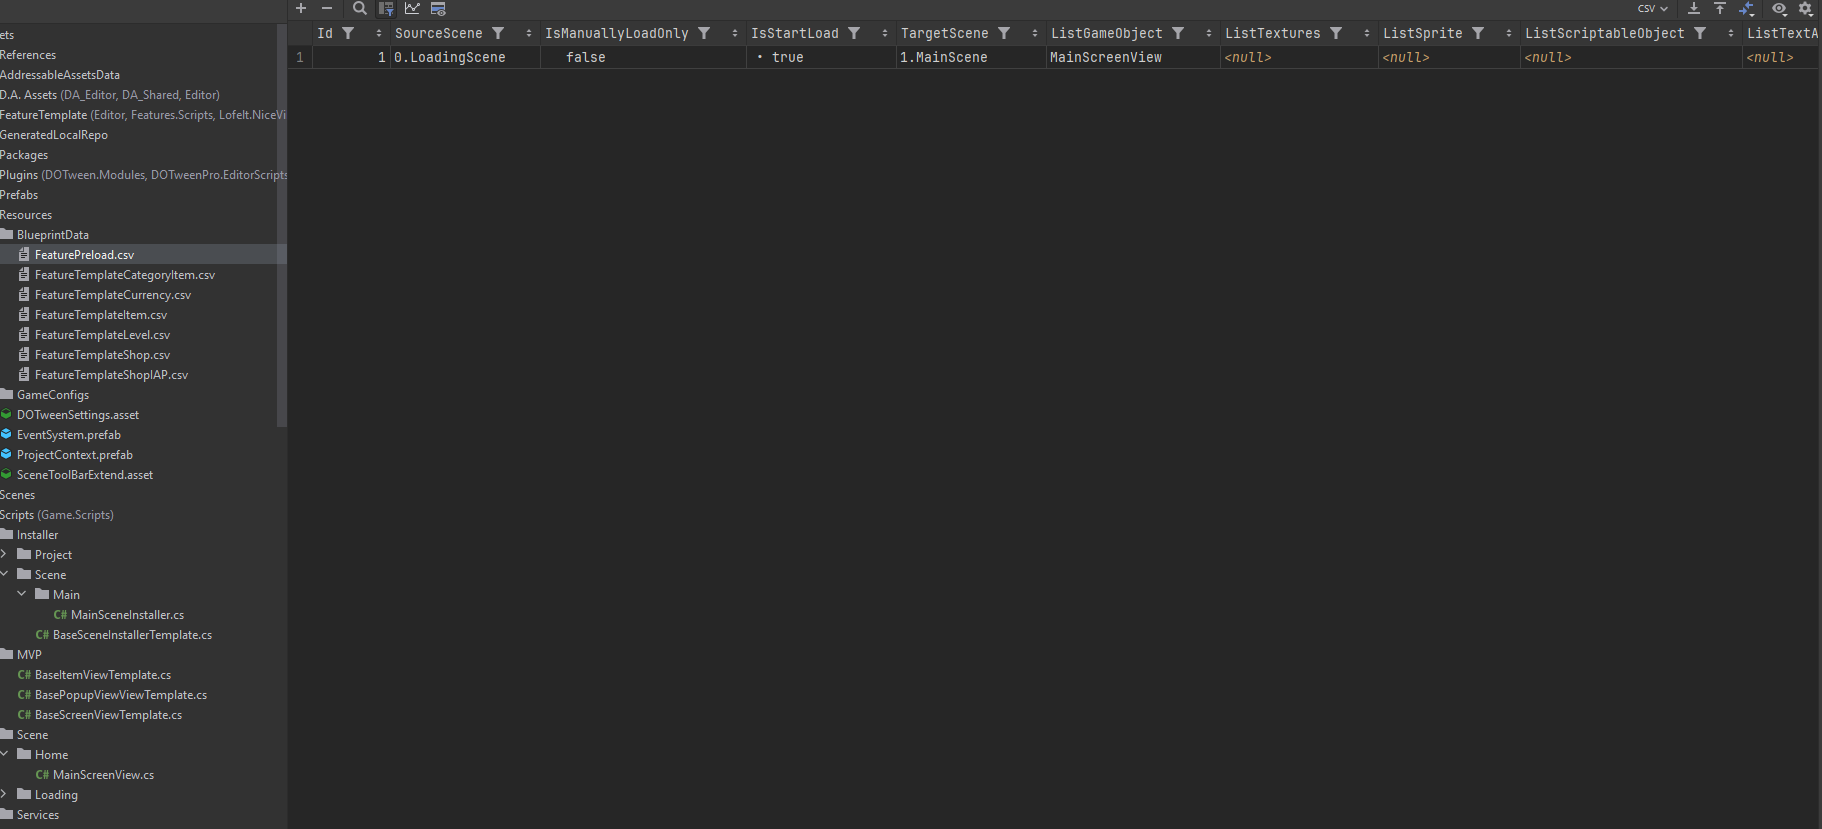 CSV
ets
References
AddressableAssetsData
D.A. Assets (DA_Editor, DA_Shared, Editor)
FeatureTemplate (Editor, Features.Scripts, Lofelt.NiceVi
GeneratedLocalRepo
Packages
Plugins (DOTween.Modules, DOTweenPro.EditorScripts
Prefabs
Resources
BlueprintData
FeaturePreload.csv
FeatureTemplateCategoryItem.csv
FeatureTemplateCurrency.csv
FeatureTemplateItem.csv
FeatureTemplateLevel.csv
FeatureTemplateShop.csv
FeatureTemplateShopIAP.csv
GameConfigs
DOTweenSettings.asset
EventSystem.prefab
ProjectContext.prefab
SceneToolBarExtend.asset
Scenes
Scripts (Game.Scripts)
Installer
Project
Scene
Main
C# MainSceneInstaller.cs
C# BaseSceneInstallerTemplate.cs
MVP
C# BaseItemViewTemplate.cs
C# BasePopupViewViewTemplate.cs
C# BaseScreenViewTemplate.cs
Scene
Home
C# MainScreenView.cs
Loading
Services
Id SourceScene IsManuallyLoadOnly IsStartLoad TargetScene ListGameObject ListTextures ListSprite ListScriptableObject ListTextA
1 1 0.LoadingScene false · true 1.MainScene MainScreenView <null> <null> <null> <null>